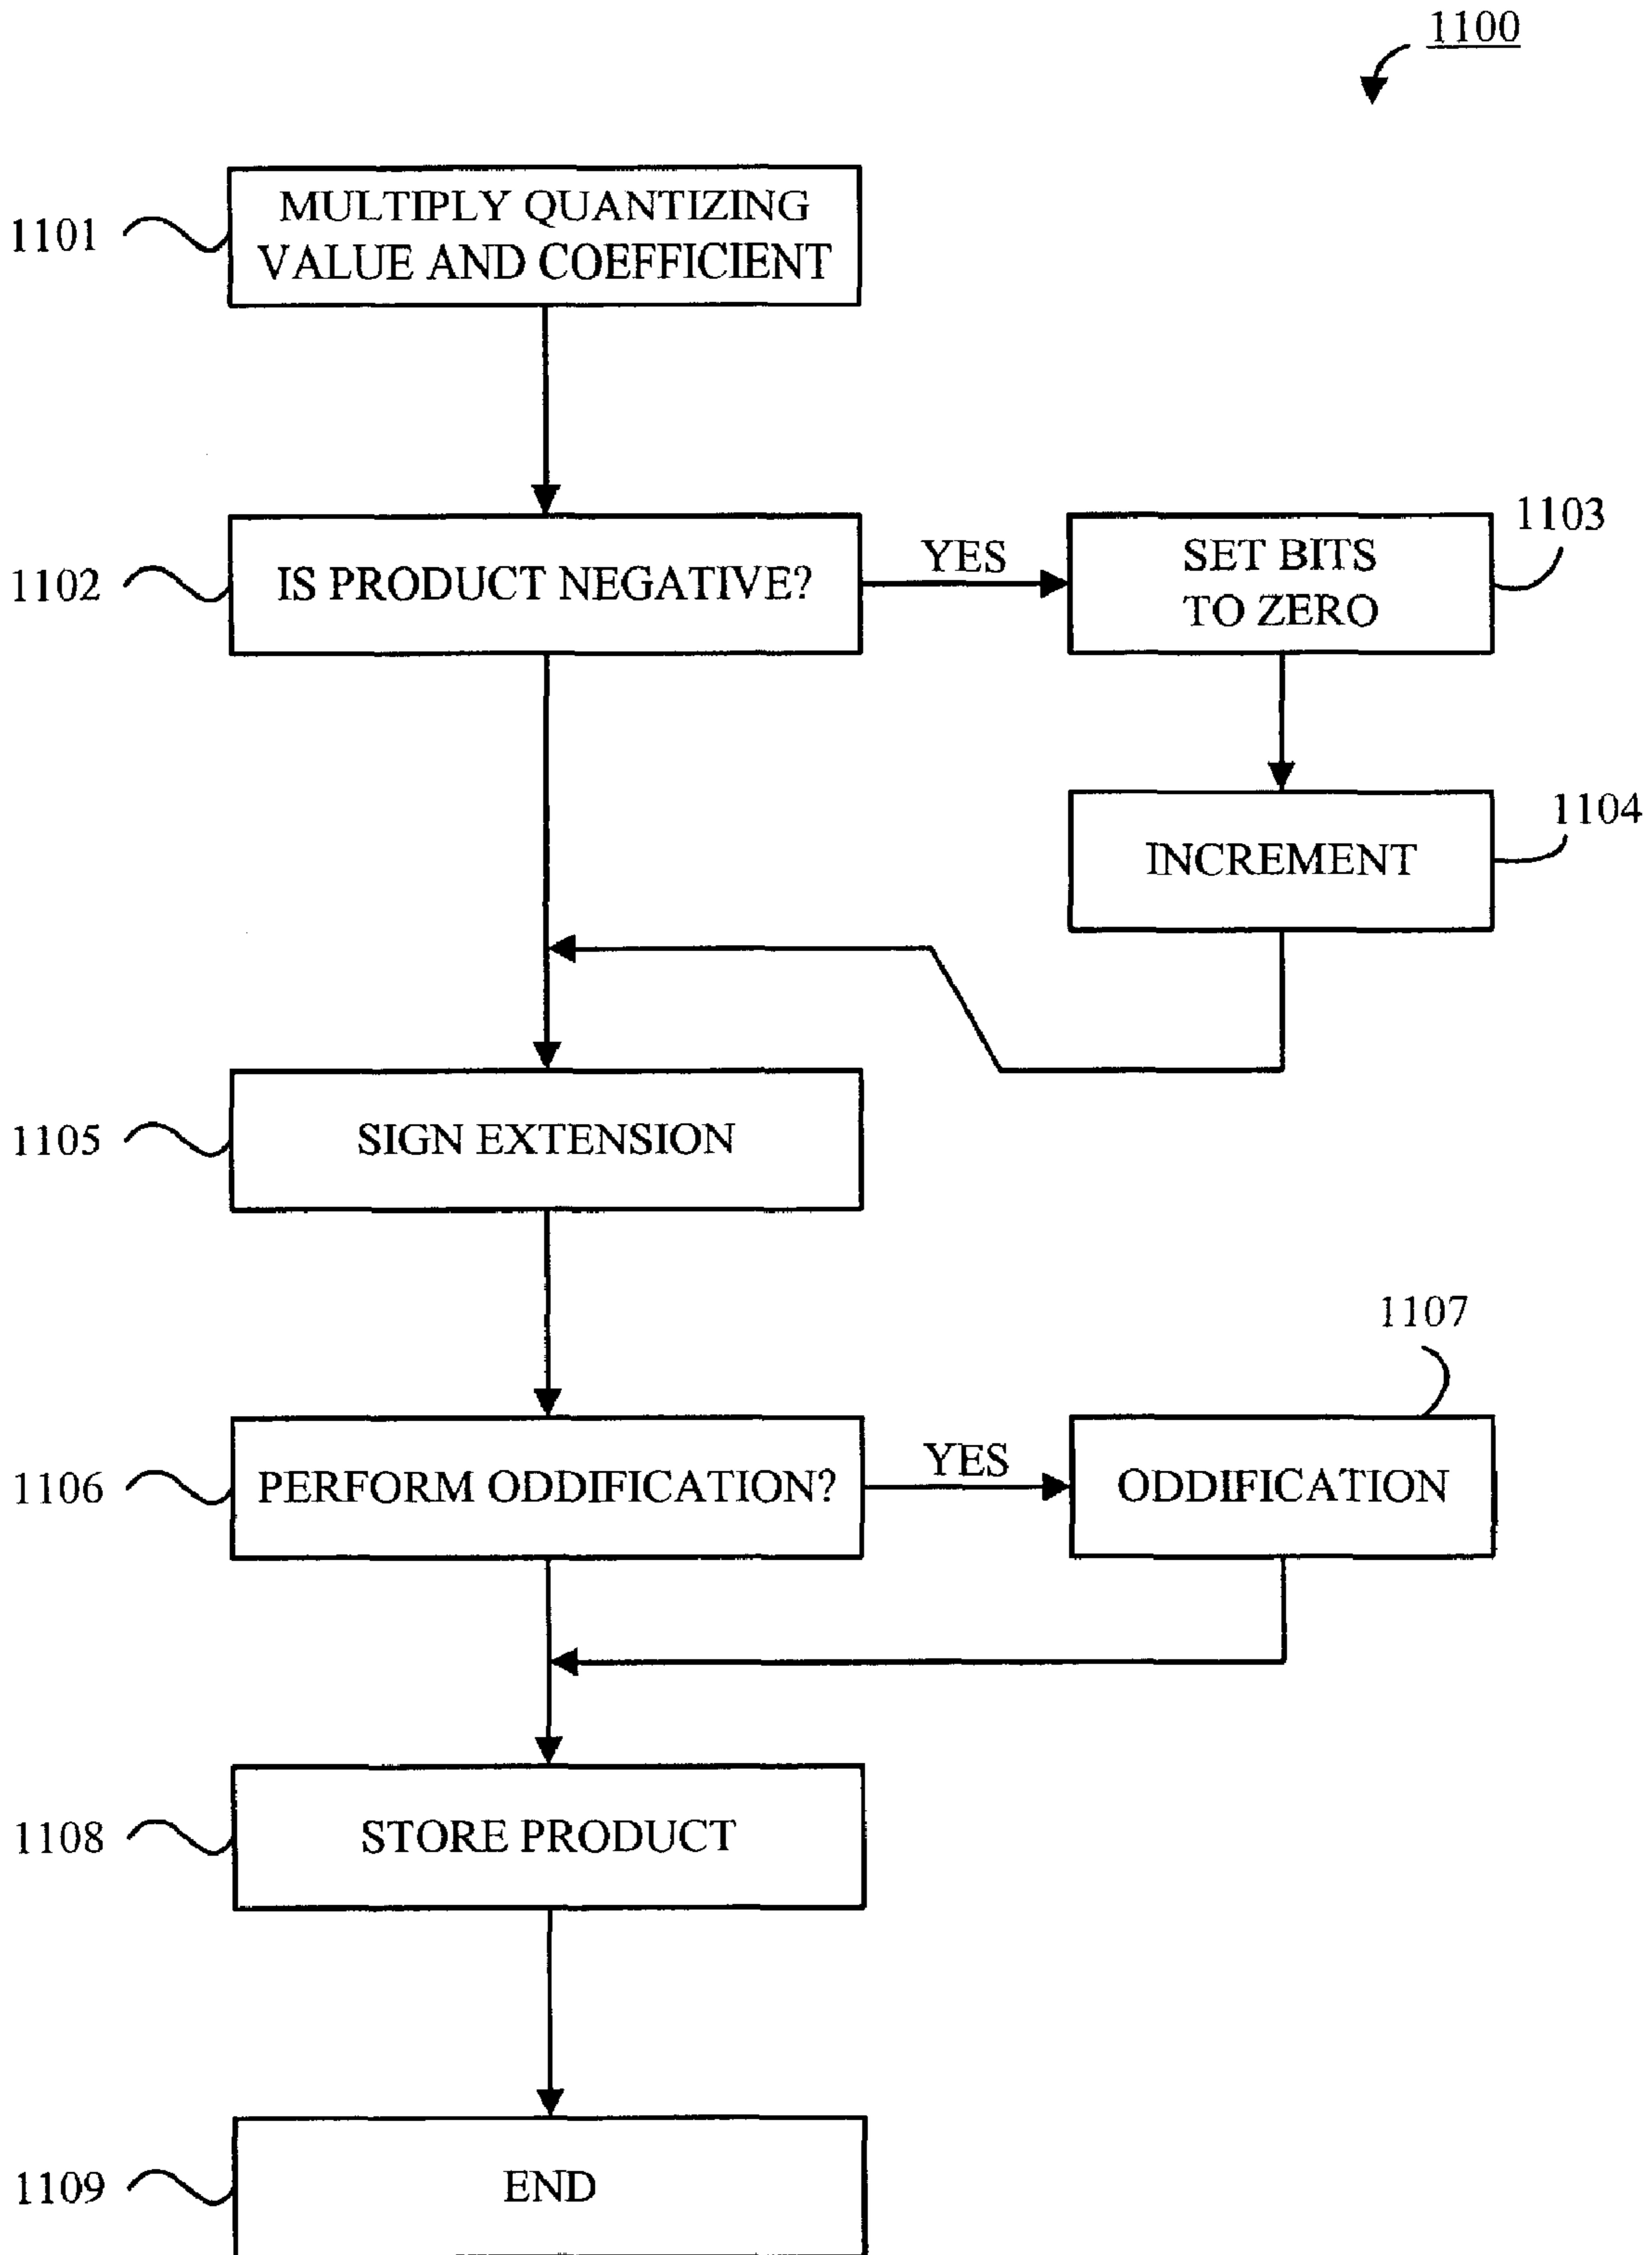 1100
1101
MULTIPLY QUANTIZING
VALUE AND COEFFICIENT
1102
IS PRODUCT NEGATIVE?
YES
SET BITS
TO ZERO
1103
INCREMENT
1104
1105
SIGN EXTENSION
1106
PERFORM ODDIFICATION?
YES
ODDIFICATION
1107
1108
STORE PRODUCT
1109
END